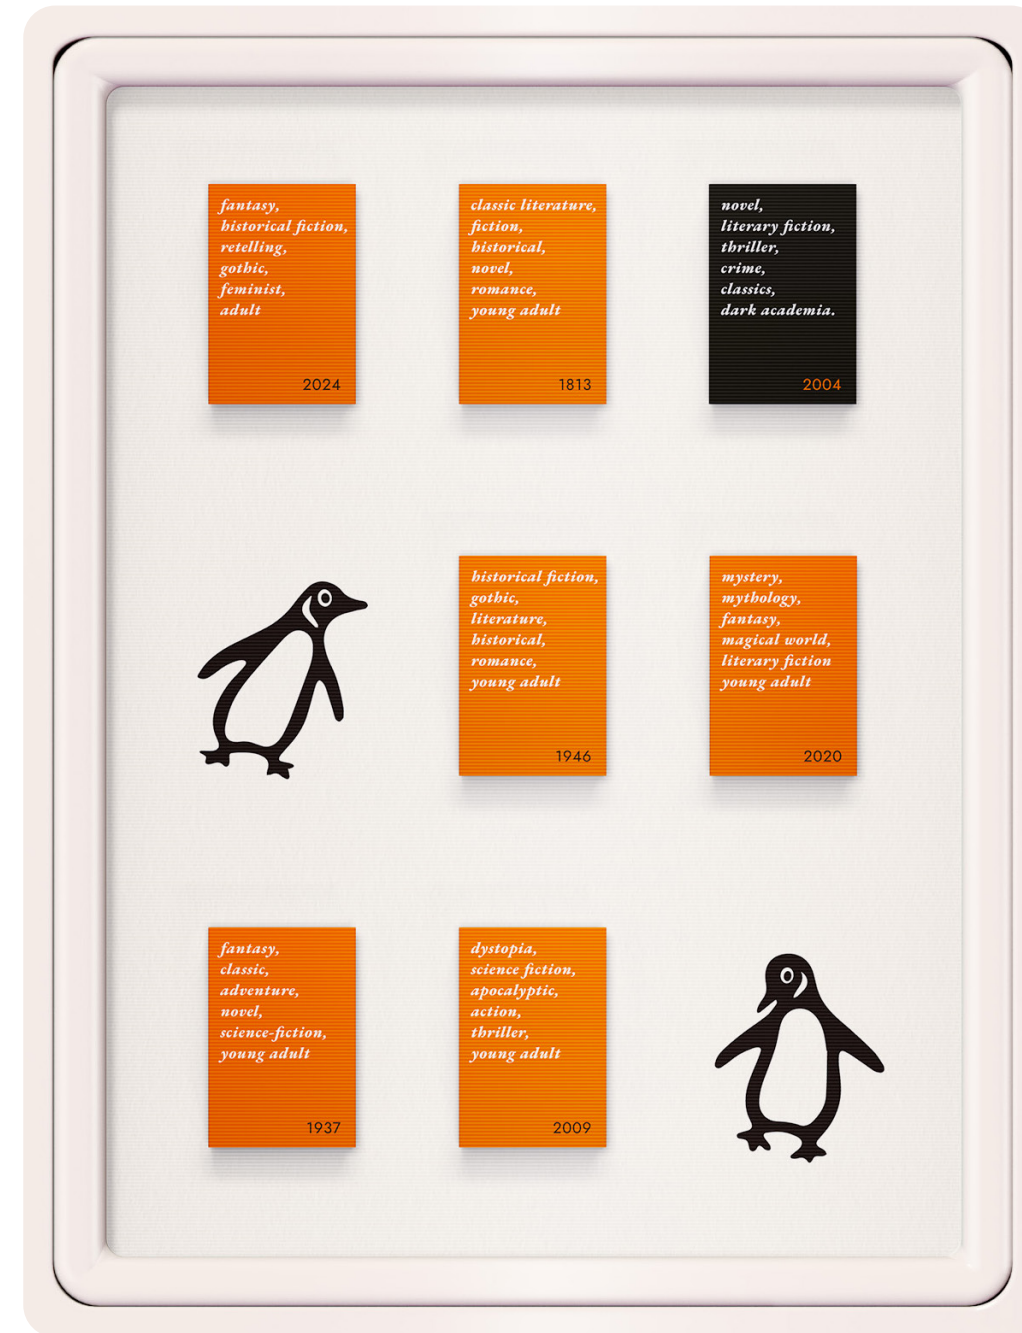 fantasy,
historical fiction,
retelling,
gothic,
feminist,
adult
2024
classic literature,
fiction,
historical,
novel,
romance,
young adult
1813
novel,
literary fiction,
thriller,
crime,
classics,
dark academia.
2004
historical fiction,
gothic,
literature,
historical,
romance,
young adult
1946
mystery,
mythology,
fantasy,
magical world,
literary fiction
young adult
2020
fantasy,
classic,
adventure,
novel,
science-fiction,
young adult
1937
dystopia,
science fiction,
apocalyptic,
action,
thriller,
young adult
2009